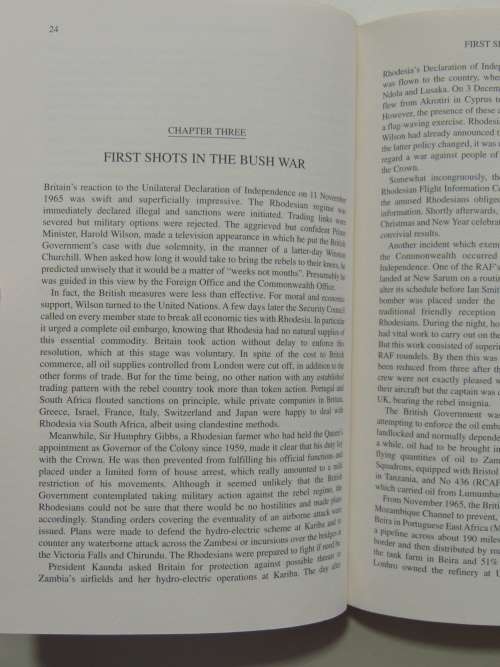 24
CHAPTER THREE
FIRST SHOTS IN THE BUSH WAR
Britain's reaction to the Unilateral Declaration of Independence on 11 November
1965 was swift and superficially impressive. The Rhodesian regime was
immediately declared illegal and sanctions were initiated. Trading links were
severed but military options were rejected. The aggrieved but confident Prime
Minister, Harold Wilson, made a television appearance in which he put the British
Government's case with due solemnity, in the manner of a latter-day Winston
Churchill. When asked how long it would take to bring the rebels to their knees, he
predicted unwisely that it would be a matter of "weeks not months". Presumably he
was guided in this view by the Foreign Office and the Commonwealth Office.
In fact, the British measures were less than effective. For moral and economic
support, Wilson turned to the United Nations. A few days later the Security Council
called on every member state to break all economic ties with Rhodesia. In particular
it urged a complete oil embargo, knowing that Rhodesia had no natural supplies of
this essential commodity. Britain took action without delay to enforce this
resolution, which at this stage was voluntary. In spite of the cost to British
commerce, all oil supplies controlled from London were cut off, in addition to the
other forms of trade. But for the time being, no other nation with any established
trading pattern with the rebel country took more than token action. Portugal and
South Africa flouted sanctions on principle, while private companies in Britain,
Greece, Israel, France, Italy, Switzerland and Japan were happy to deal with
Rhodesia via South Africa, albeit using clandestine methods.
Meanwhile, Sir Humphry Gibbs, a Rhodesian farmer who had held the Queen's
appointment as Governor of the Colony since 1959, made it clear that his duty lay
with the Crown. He was then prevented from fulfilling his official functions and
placed under a limited form of house arrest, which really amounted to a mild
restriction of his movements. Although it seemed unlikely that the British
Government contemplated taking military action against the rebel regime, the
Rhodesians could not be sure that there would be no hostilities and made plans
accordingly. Standing orders covering the eventuality of an airborne attack were
issued. Plans were made to defend the hydro-electric scheme at Kariba and to
counter any waterborne attack across the Zambesi or incursions over the bridges at
the Victoria Falls and Chirundu. The Rhodesians were prepared to fight if need be.
President Kaunda asked Britain for protection against possible threats to
Zambia's airfields and her hydro-electric operations at Kariba. The day after
FIRST
Rhodesia's Declaration of
was flown to the country,
Ndola and Lusaka. On 3
flew from Akrotiri in Cyprus
However, the presence of these
a flag-waving exercise.
Wilson had already announced
the latter policy changed, it was
regard a war against people of
the Crown.
Somewhat incongruously, the
Rhodesian Flight Information
the amused Rhodesians obliged
information. Shortly afterwards,
Christmas and New Year
convivial results.
Another incident which
the Commonwealth occurred
Independence. One of the RAF's
landed at New Sarum on a
after its schedule before Ian
bomber was placed under the
traditional friendly reception
Rhodesians. During the night,
had vital work to carry out on the
But this work consisted of
RAF roundels. By then this was
been reduced from three after the
crew were not exactly pleased
their aircraft but the captain was
UK, bearing the rebel insignia.
The British Government was
attempting to enforce the oil
landlocked and normally
a while, oil had to be brought in
flying quantities of oil to
Squadrons, equipped with Bristol
in Tanzania, and No 436 (RCAF
which carried oil from
From November 1965, the
Mozambique Channel to prevent,
Beira in Portuguese East Africa
a pipeline across about 190
border and then distributed by
the tank farm in Beira and 51%
Lonhro owned the refinery at